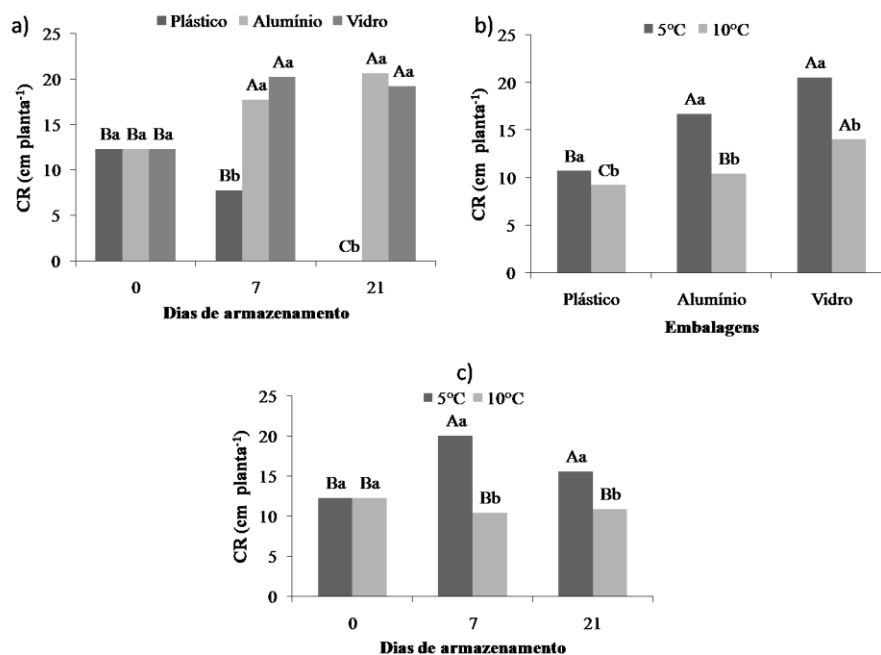 a)
Plástico Alumínio Vidro
CR (cm planta-1)
25
20
15
10
5
0
Ba Ba Ba
Bb Aa Aa
Cb Aa Aa
0 7 21
Dias de armazenamento
b)
5ºC 10ºC
CR (cm planta-1)
25
20
15
10
5
0
Ba Cb
Aa Bb
Aa Ab
Plástico Alumínio Vidro
Embalagens
c)
5ºC 10ºC
CR (cm planta-1)
25
20
15
10
5
0
Ba Ba
Aa Bb
Aa Bb
0 7 21
Dias de armazenamento